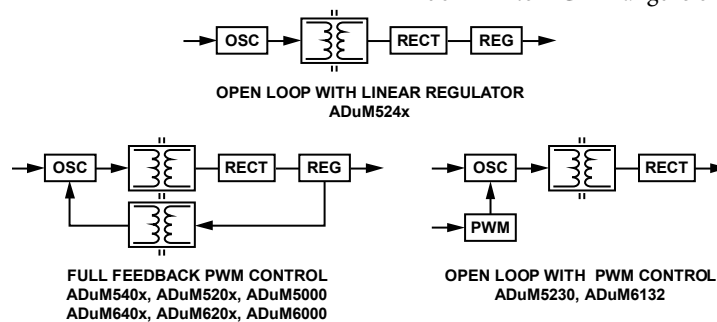 OSC
RECT
REG
OPEN LOOP WITH LINEAR REGULATOR
ADuM524x
OSC
RECT
REG
FULL FEEDBACK PWM CONTROL
ADuM540x, ADuM520x, ADuM5000
ADuM640x, ADuM620x, ADuM6000
OSC
RECT
PWM
OPEN LOOP WITH PWM CONTROL
ADuM5230, ADuM6132